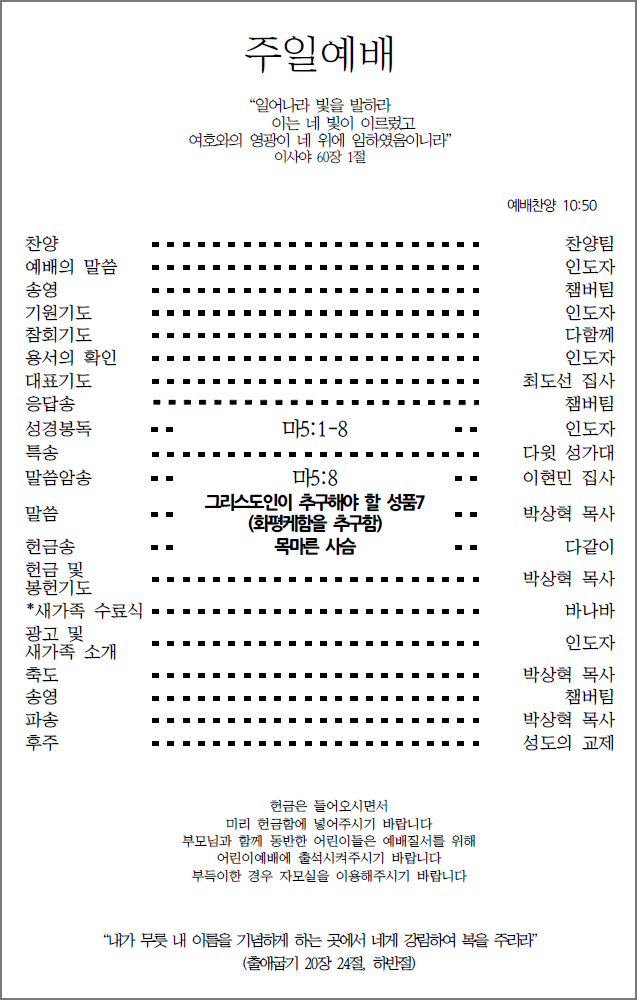 주일예배
“일어나라 빛을 발하라
이는 네 빛이 이르렀고
여호와의 영광이 네 위에 임하였음이니라”
이사야 60장 1절
예배찬양 10:50
찬양 찬양팀
예배의 말씀 인도자
송영 챔버팀
기원기도 인도자
참회기도 다함께
용서의 확인 인도자
대표기도 최도선 집사
응답송 챔버팀
성경봉독 마5:1-8 인도자
특송 다윗 성가대
말씀암송 마5:8 이현민 집사
말씀 그리스도인이 추구해야 할 성품7
(화평케함을 추구함) 박상혁 목사
헌금송 목마른 사슴 다같이
헌금 및
봉헌기도 박상혁 목사
*새가족 수료식 바나바
광고 및
새가족 소개 인도자
축도 박상혁 목사
송영 챔버팀
파송 박상혁 목사
후주 성도의 교제
헌금은 들어오시면서
미리 헌금함에 넣어주시기 바랍니다
부모님과 함께 동반한 어린이들은 예배질서를 위해
어린이예배에 출석시켜주시기 바랍니다
부득이한 경우 자모실을 이용해주시기 바랍니다
“내가 무릇 내 이름을 기념하게 하는 곳에서 네게 강림하여 복을 주리라”
(출애굽기 20장 24절, 하반절)